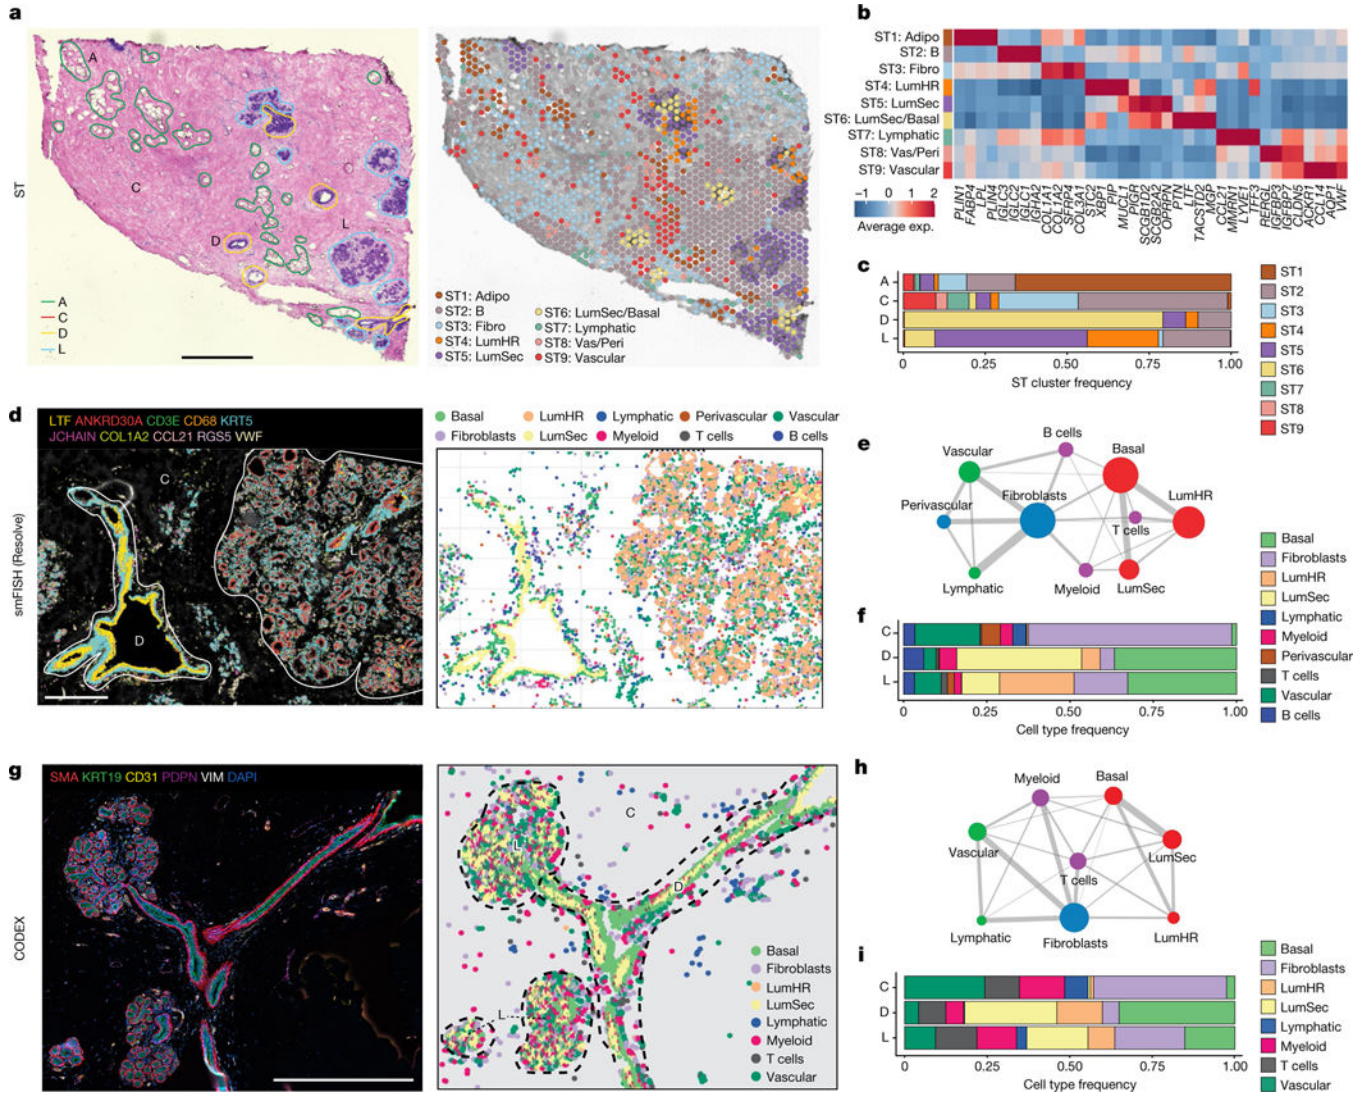 a
ST
A
C
C
L
D
A
C
D
L
ST1: Adipo
ST2: B
ST3: Fibro
ST4: LumHR
ST5: LumSec
ST6: LumSec/Basal
ST7: Lymphatic
ST8: Vas/Peri
ST9: Vascular
b
ST1: Adipo
ST2: B
ST3: Fibro
ST4: LumHR
ST5: LumSec
ST6: LumSec/Basal
ST7: Lymphatic
ST8: Vas/Peri
ST9: Vascular
−1 0 1 2
Average exp.
PLIN1
FABP4
LPL
PLIN4
IGLC3
IGLC2
IGKC
IGHA2
COL1A1
COL1A2
SFRP4
COL3A1
STC2
XBP1
PIP
MUCL1
PIGR
SCGB1D2
SCGB2A2
OPRPN
PTN
LTF
TACSTD2
MGP
CCL21
MMRN1
LYVE1
TFF3
RERGL
IGFBP3
IGFBP7
CLDN5
ACKR1
CCL14
AQP1
VWF
c
A
C
D
L
0 0.25 0.50 0.75 1.00
ST cluster frequency
ST1
ST2
ST3
ST4
ST5
ST6
ST7
ST8
ST9
d
smFISH (Resolve)
LTF ANKRD30A CD3E CD68 KRT5
JCHAIN COL1A2 CCL21 RGS5 VWF
C
L
D
Basal LumHR Lymphatic Perivascular Vascular
Fibroblasts LumSec Myeloid T cells B cells
e
B cells
Vascular
Basal
Fibroblasts
LumHR
Perivascular
T cells
Lymphatic
Myeloid
LumSec
f
C
D
L
0 0.25 0.50 0.75 1.00
Cell type frequency
Basal
Fibroblasts
LumHR
LumSec
Lymphatic
Myeloid
Perivascular
T cells
Vascular
B cells
g
CODEX
SMA KRT19 CD31 PDPN VIM DAPI
C
L
D
L
Basal
Fibroblasts
LumHR
LumSec
Lymphatic
Myeloid
T cells
Vascular
h
Myeloid
Basal
Vascular
LumSec
T cells
Lymphatic
Fibroblasts
LumHR
i
C
D
L
0 0.25 0.50 0.75 1.00
Cell type frequency
Basal
Fibroblasts
LumHR
LumSec
Lymphatic
Myeloid
T cells
Vascular